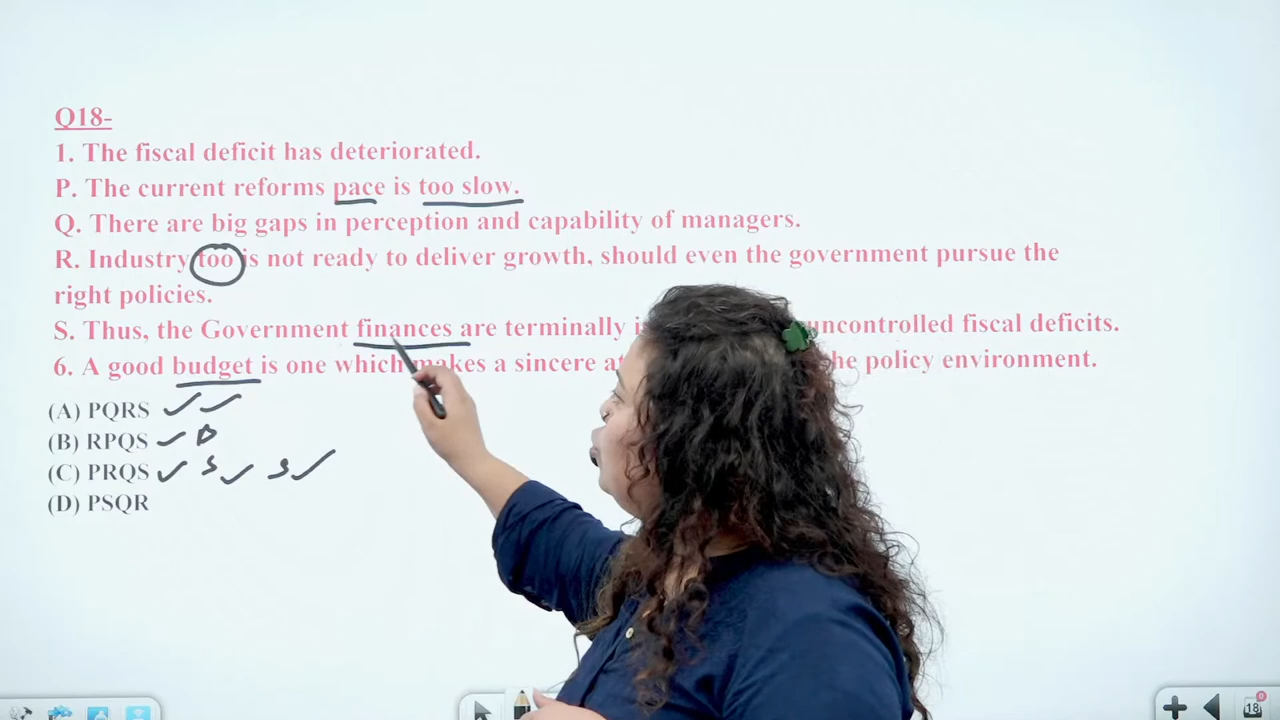 Q18-
1. The fiscal deficit has deteriorated.
P. The current reforms pace is too slow.
Q. There are big gaps in perception and capability of managers.
R. Industry too is not ready to deliver growth, should even the government pursue the
right policies.
S. Thus, the Government finances are terminally uncontrolled fiscal deficits.
6. A good budget is one which makes a sincere the policy environment.
(A) PQRS
(B) RPQS
(C) PRQS
(D) PSQR
18
0